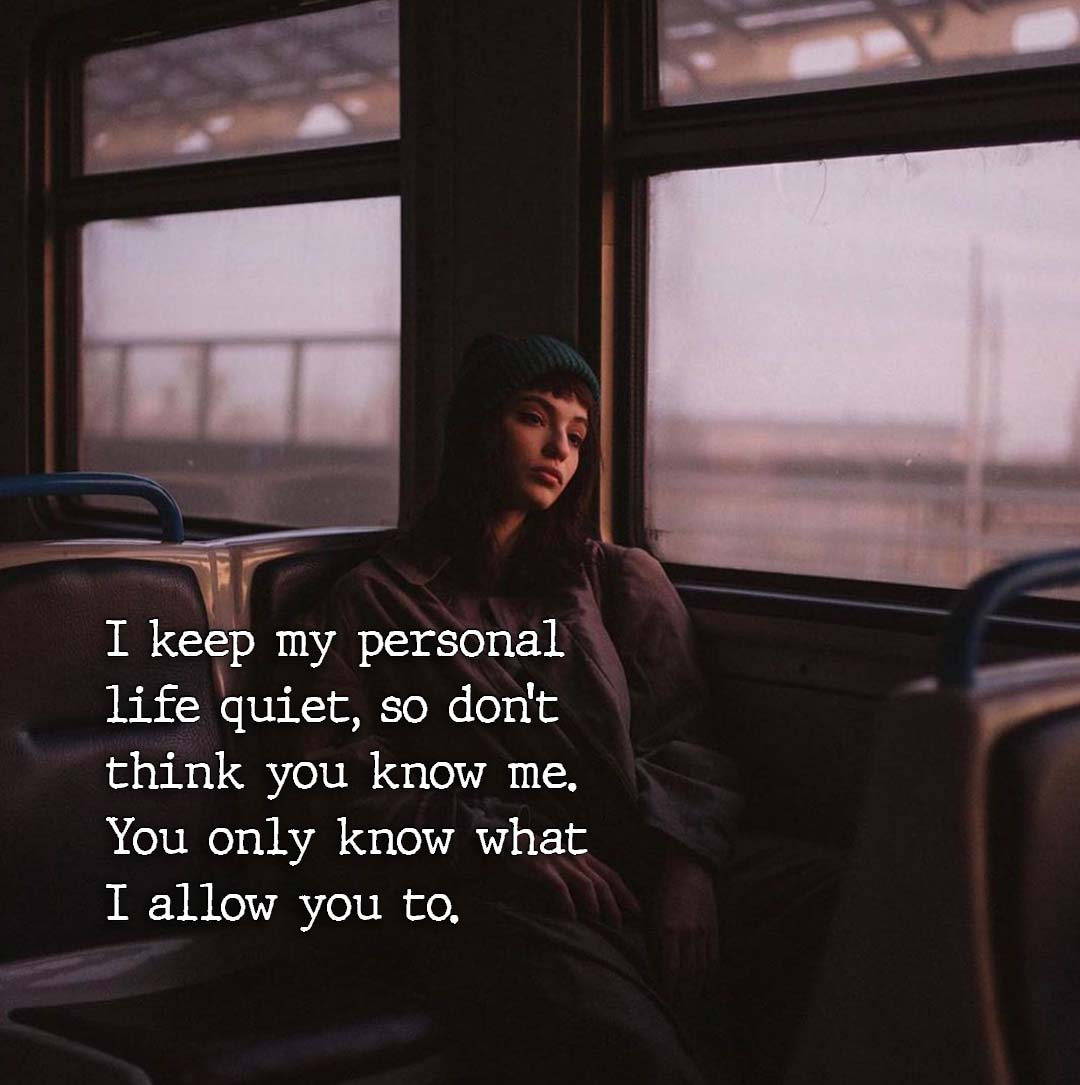 I keep my personal
life quiet, so don't
think you know me.
You only know what
I allow you to.